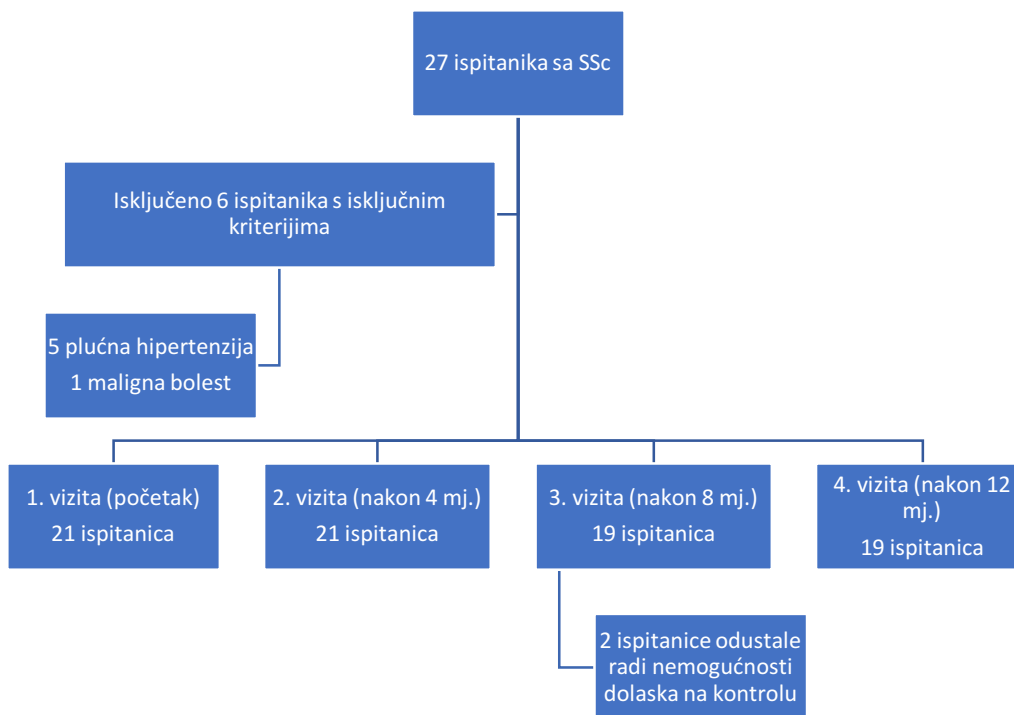 27 ispitanika sa SSc
Isključeno 6 ispitanika s isključnim
kriterijima
5 plućna hipertenzija
1 maligna bolest
1. vizita (početak)
21 ispitanica
2. vizita (nakon 4 mj.)
21 ispitanica
3. vizita (nakon 8 mj.)
19 ispitanica
4. vizita (nakon 12
mj.)
19 ispitanica
2 ispitanice odustale
radi nemogućnosti
dolaska na kontrolu